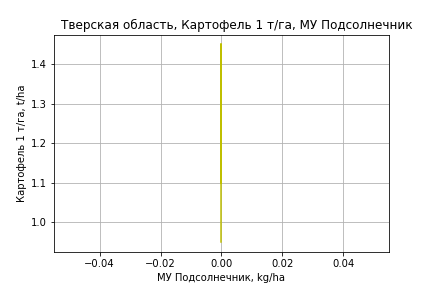 Тверская область, Картофель 1 т/га, МУ Подсолнечник
1.4
1.3
1.2
1.1
1.0
Картофель 1 т/га, t/ha
−0.04 −0.02 0.00 0.02 0.04
МУ Подсолнечник, kg/ha